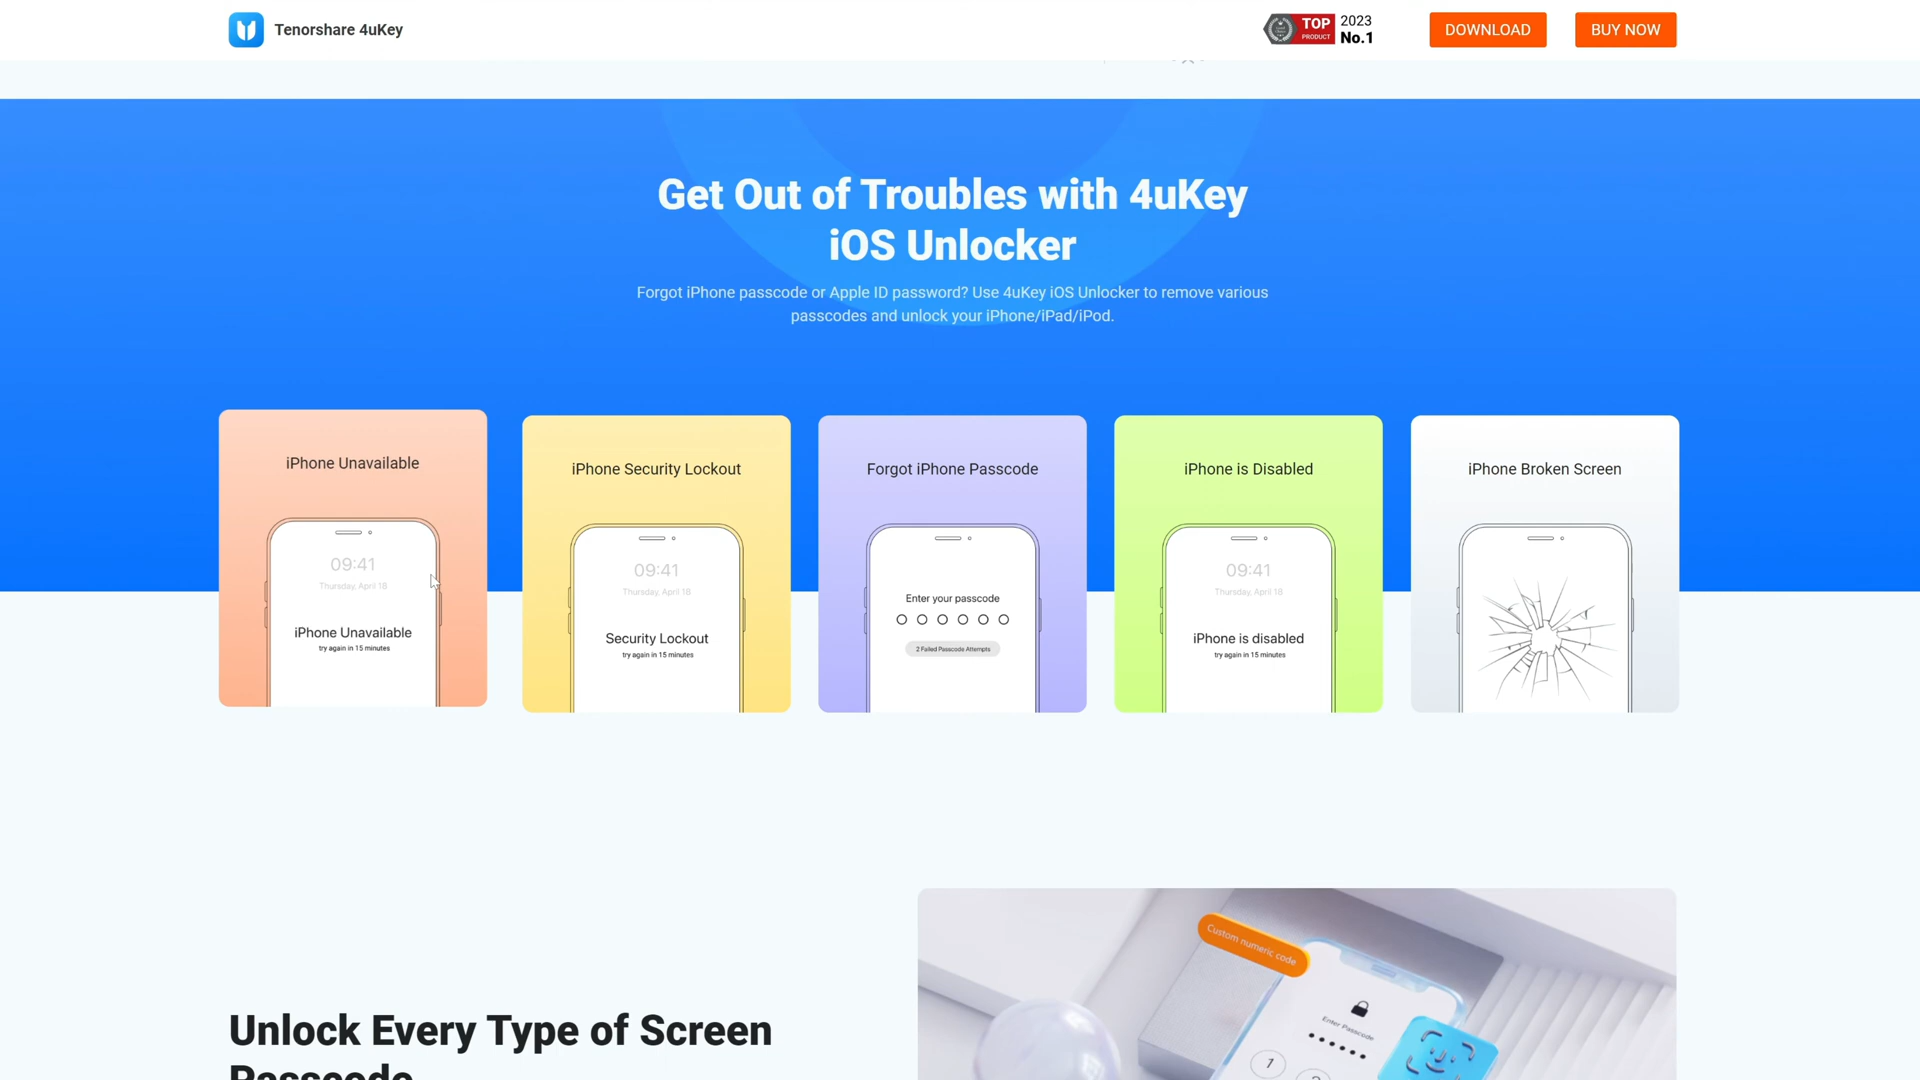 Tenorshare 4uKey
TOP
PRODUCT
2023
No.1
DOWNLOAD
BUY NOW
Get Out of Troubles with 4uKey
iOS Unlocker
Forgot iPhone passcode or Apple ID password? Use 4uKey iOS Unlocker to remove various
passcodes and unlock your iPhone/iPad/iPod.
iPhone Unavailable
09:41
Thursday, April 18
iPhone Unavailable
try again in 15 minutes
iPhone Security Lockout
09:41
Thursday, April 18
Security Lockout
try again in 15 minutes
Forgot iPhone Passcode
Enter your passcode
2 Failed Passcode Attempts
iPhone is Disabled
09:41
Thursday, April 18
iPhone is disabled
try again in 15 minutes
iPhone Broken Screen
Unlock Every Type of Screen
Passcode
Custom numeric code
Enter Passcode
1